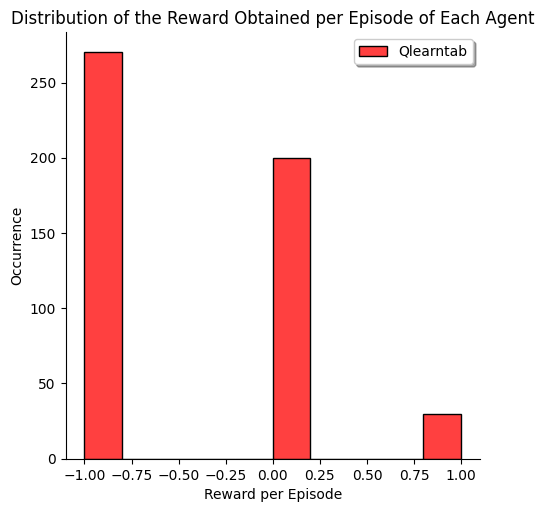 Distribution of the Reward Obtained per Episode of Each Agent
Qlearntab
Occurrence
250
200
150
100
50
0
−1.00 −0.75 −0.50 −0.25 0.00 0.25 0.50 0.75 1.00
Reward per Episode